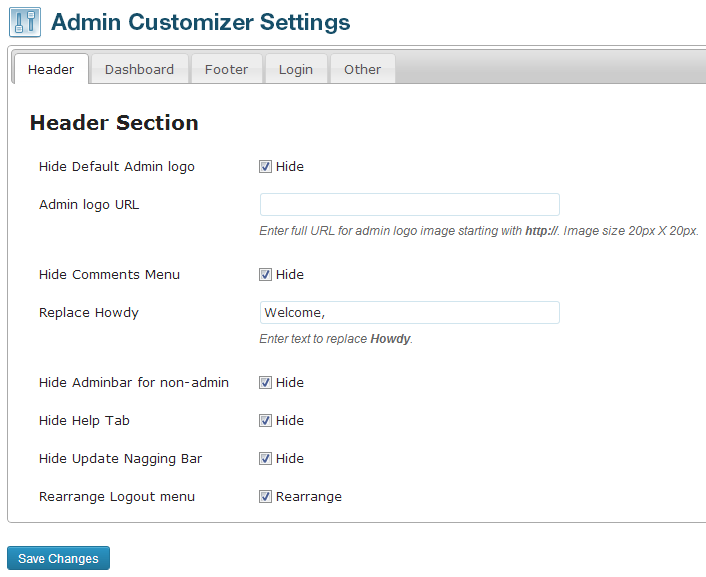 Admin Customizer Settings
Header Dashboard Footer Login Other
Header Section
Hide Default Admin logo Hide
Admin logo URL
Enter full URL for admin logo image starting with http://. Image size 20px X 20px.
Hide Comments Menu Hide
Replace Howdy Welcome,
Enter text to replace Howdy.
Hide Adminbar for non-admin Hide
Hide Help Tab Hide
Hide Update Nagging Bar Hide
Rearrange Logout menu Rearrange
Save Changes